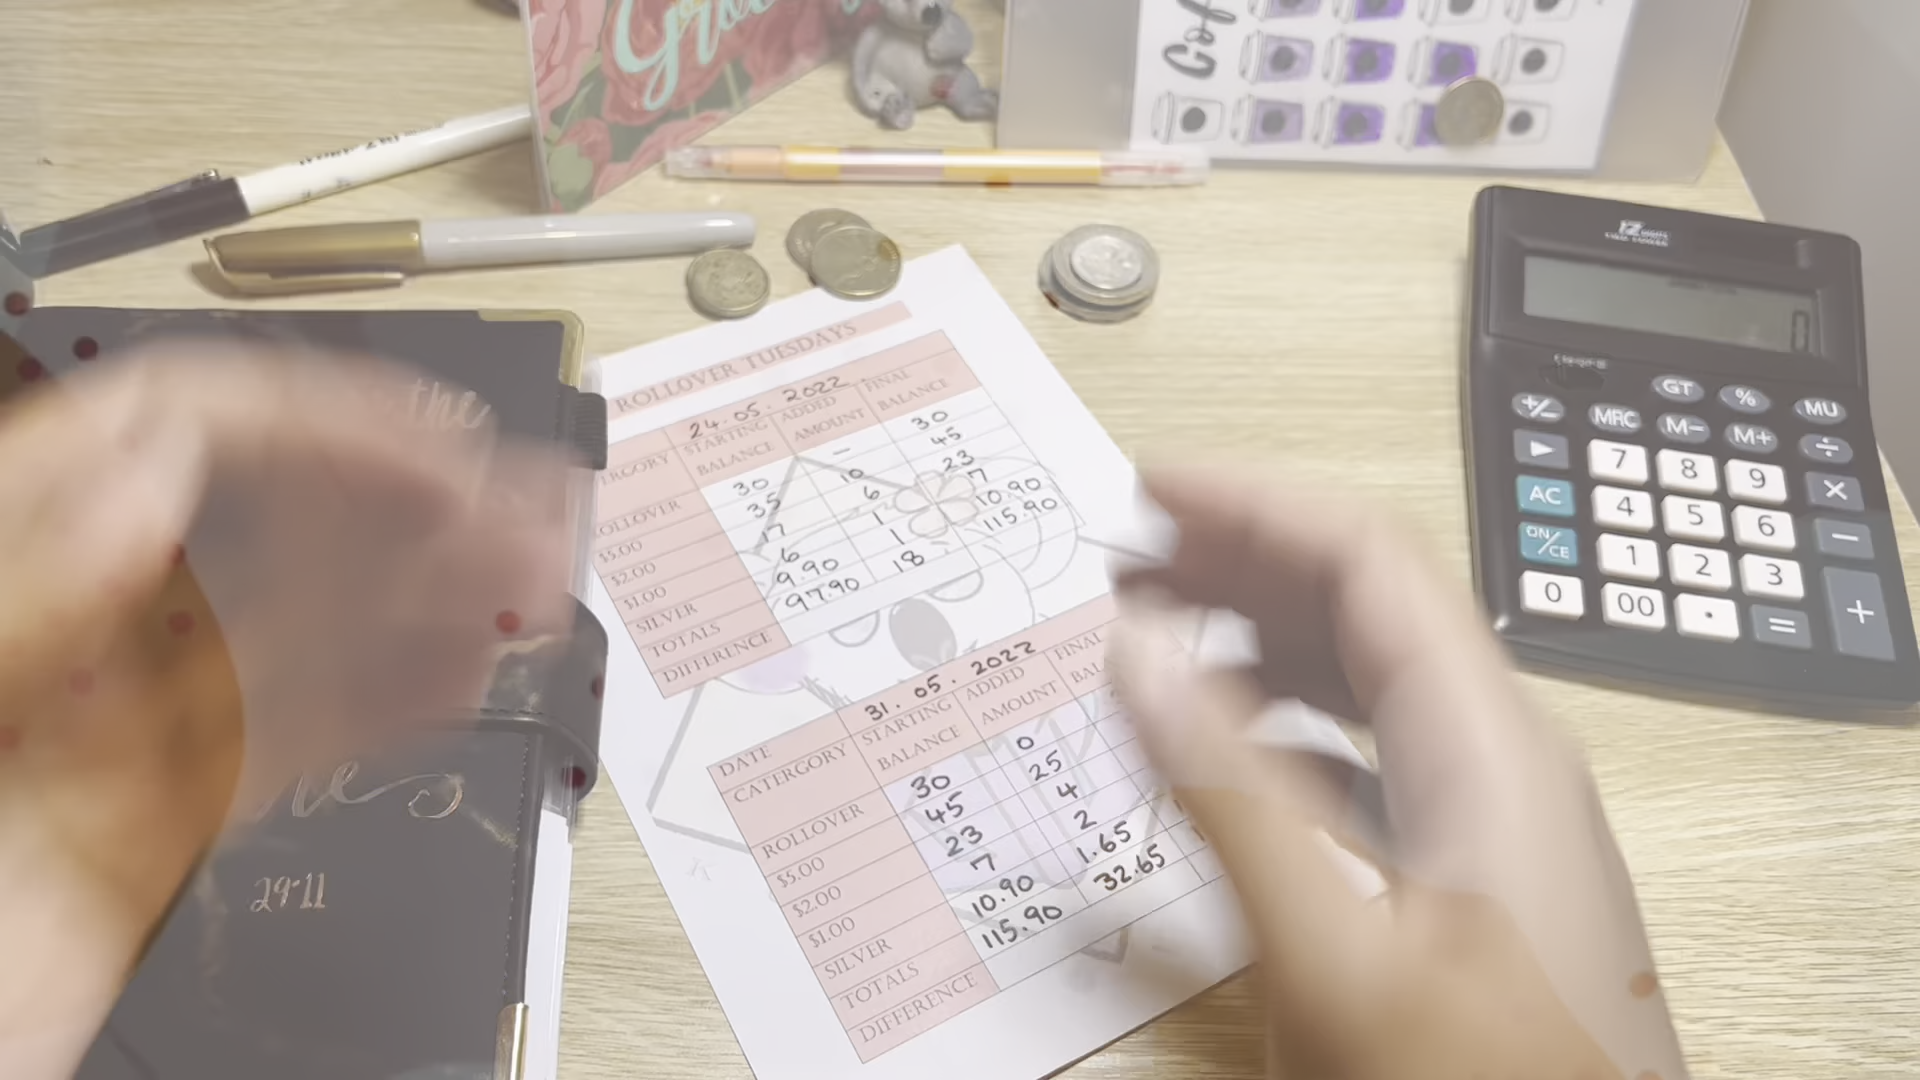 the
29.11
ROLLOVER TUESDAYS
24.05.2022
STARTING BALANCE ADDED AMOUNT FINAL BALANCE
ROLLOVER 30 – 30
$5.00 35 10 45
$2.00 17 6 23
$1.00 6 1 7
SILVER 9.90 1 10.90
TOTALS 97.90 18 115.90
DIFFERENCE
DATE 31.05.2022
CATERGORY STARTING BALANCE ADDED AMOUNT FINAL
ROLLOVER 30 0
$5.00 45 25
$2.00 23 4
$1.00 7 2
SILVER 10.90 1.65
TOTALS 115.90 32.65
DIFFERENCE
0
GT % MU
+/- MRC M− M+ ÷
▶ 7 8 9 ×
AC 4 5 6 −
ON/CE 1 2 3 +
0 00 . =